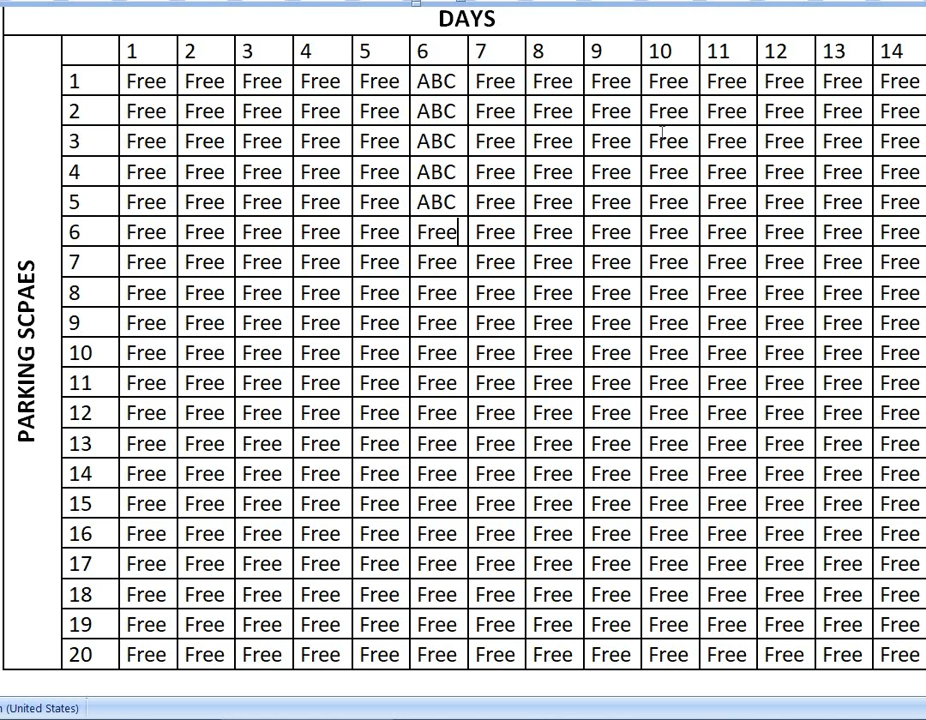 DAYS
1 2 3 4 5 6 7 8 9 10 11 12 13 14
PARKING SCPAES
1 Free Free Free Free Free ABC Free Free Free Free Free Free Free Free
2 Free Free Free Free Free ABC Free Free Free Free Free Free Free Free
3 Free Free Free Free Free ABC Free Free Free Free Free Free Free Free
4 Free Free Free Free Free ABC Free Free Free Free Free Free Free Free
5 Free Free Free Free Free ABC Free Free Free Free Free Free Free Free
6 Free Free Free Free Free Free Free Free Free Free Free Free Free Free
7 Free Free Free Free Free Free Free Free Free Free Free Free Free Free
8 Free Free Free Free Free Free Free Free Free Free Free Free Free Free
9 Free Free Free Free Free Free Free Free Free Free Free Free Free Free
10 Free Free Free Free Free Free Free Free Free Free Free Free Free Free
11 Free Free Free Free Free Free Free Free Free Free Free Free Free Free
12 Free Free Free Free Free Free Free Free Free Free Free Free Free Free
13 Free Free Free Free Free Free Free Free Free Free Free Free Free Free
14 Free Free Free Free Free Free Free Free Free Free Free Free Free Free
15 Free Free Free Free Free Free Free Free Free Free Free Free Free Free
16 Free Free Free Free Free Free Free Free Free Free Free Free Free Free
17 Free Free Free Free Free Free Free Free Free Free Free Free Free Free
18 Free Free Free Free Free Free Free Free Free Free Free Free Free Free
19 Free Free Free Free Free Free Free Free Free Free Free Free Free Free
20 Free Free Free Free Free Free Free Free Free Free Free Free Free Free
(United States)